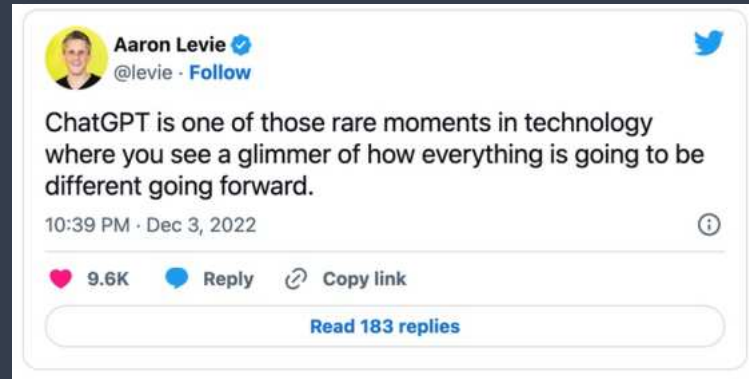 Aaron Levie
@levie · Follow
ChatGPT is one of those rare moments in technology
where you see a glimmer of how everything is going to be
different going forward.
10:39 PM · Dec 3, 2022
9.6K Reply Copy link
Read 183 replies